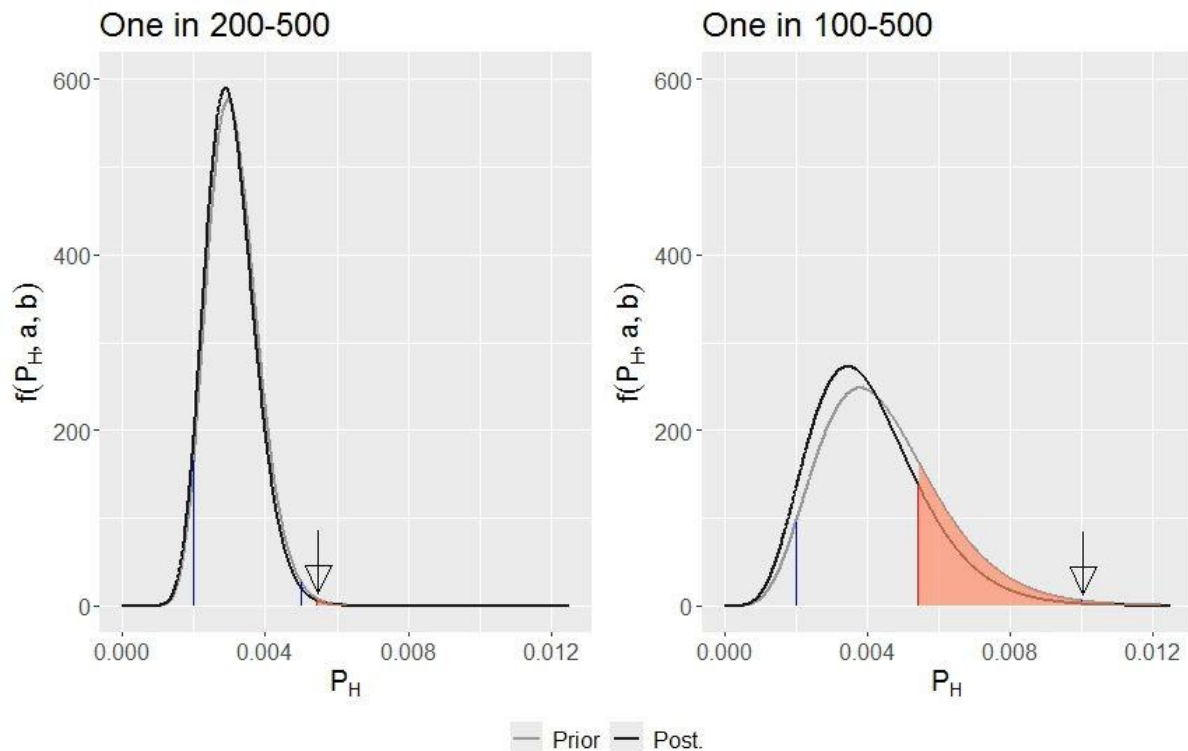 One in 200-500
600
400
200
0
f(P_H, a, b)
0.000 0.004 0.008 0.012
P_H
One in 100-500
600
400
200
0
f(P_H, a, b)
0.000 0.004 0.008 0.012
P_H
Prior Post.